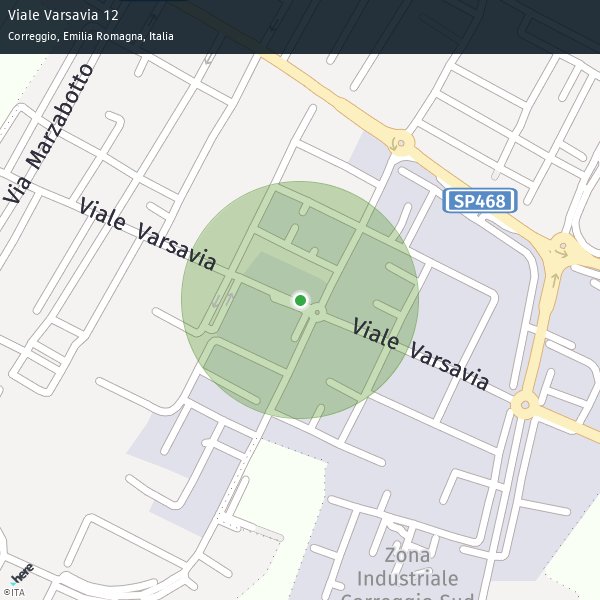 Viale Varsavia 12
Correggio, Emilia Romagna, Italia
Via Marzabotto
Viale Varsavia
SP468
Viale Varsavia
Zona
Industriale
Correggio Sud
here
©ITA